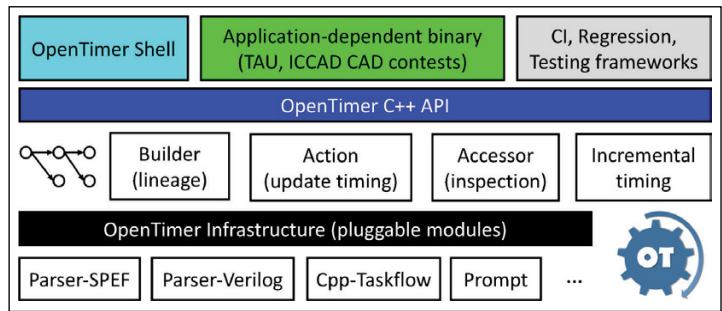 OpenTimer Shell
Application-dependent binary
(TAU, ICCAD CAD contests)
CI, Regression,
Testing frameworks
OpenTimer C++ API
Builder
(lineage)
Action
(update timing)
Accessor
(inspection)
Incremental
timing
OpenTimer Infrastructure (pluggable modules)
OT
Parser-SPEF
Parser-Verilog
Cpp-Taskflow
Prompt
...